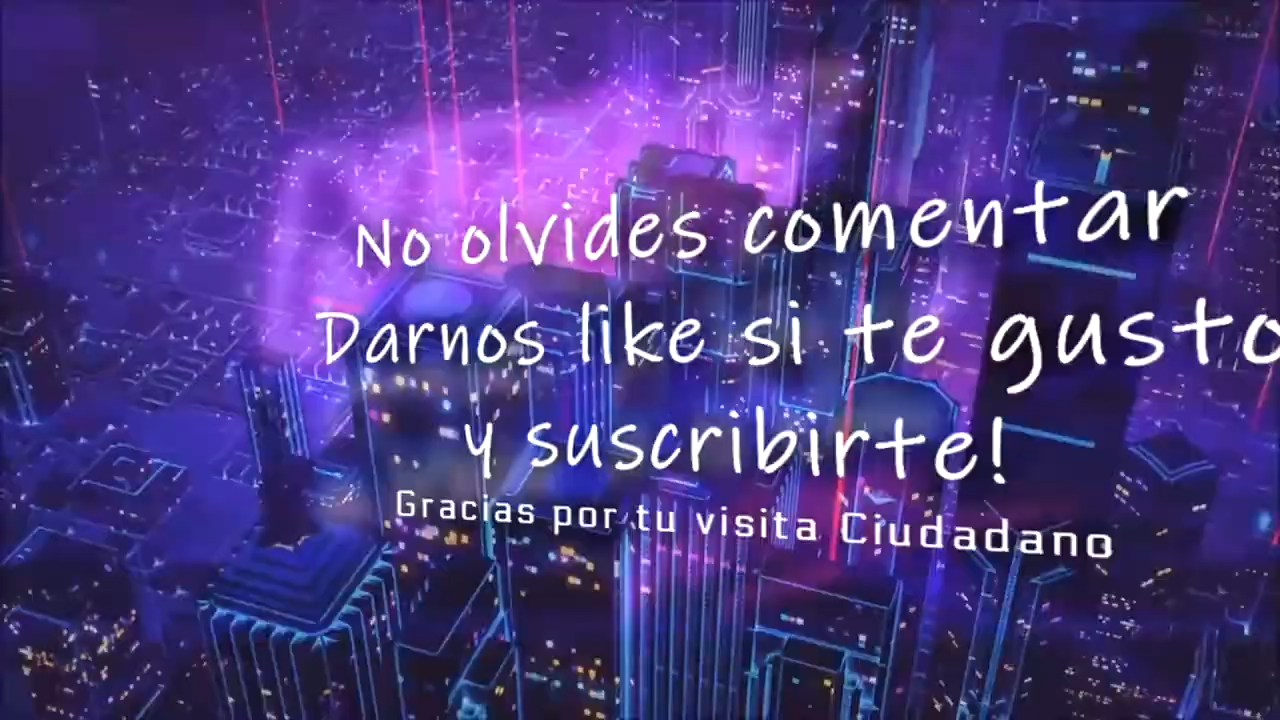 No olvides comentar
Darnos like si te gusto
y suscribirte!
Gracias por tu visita Ciudadano